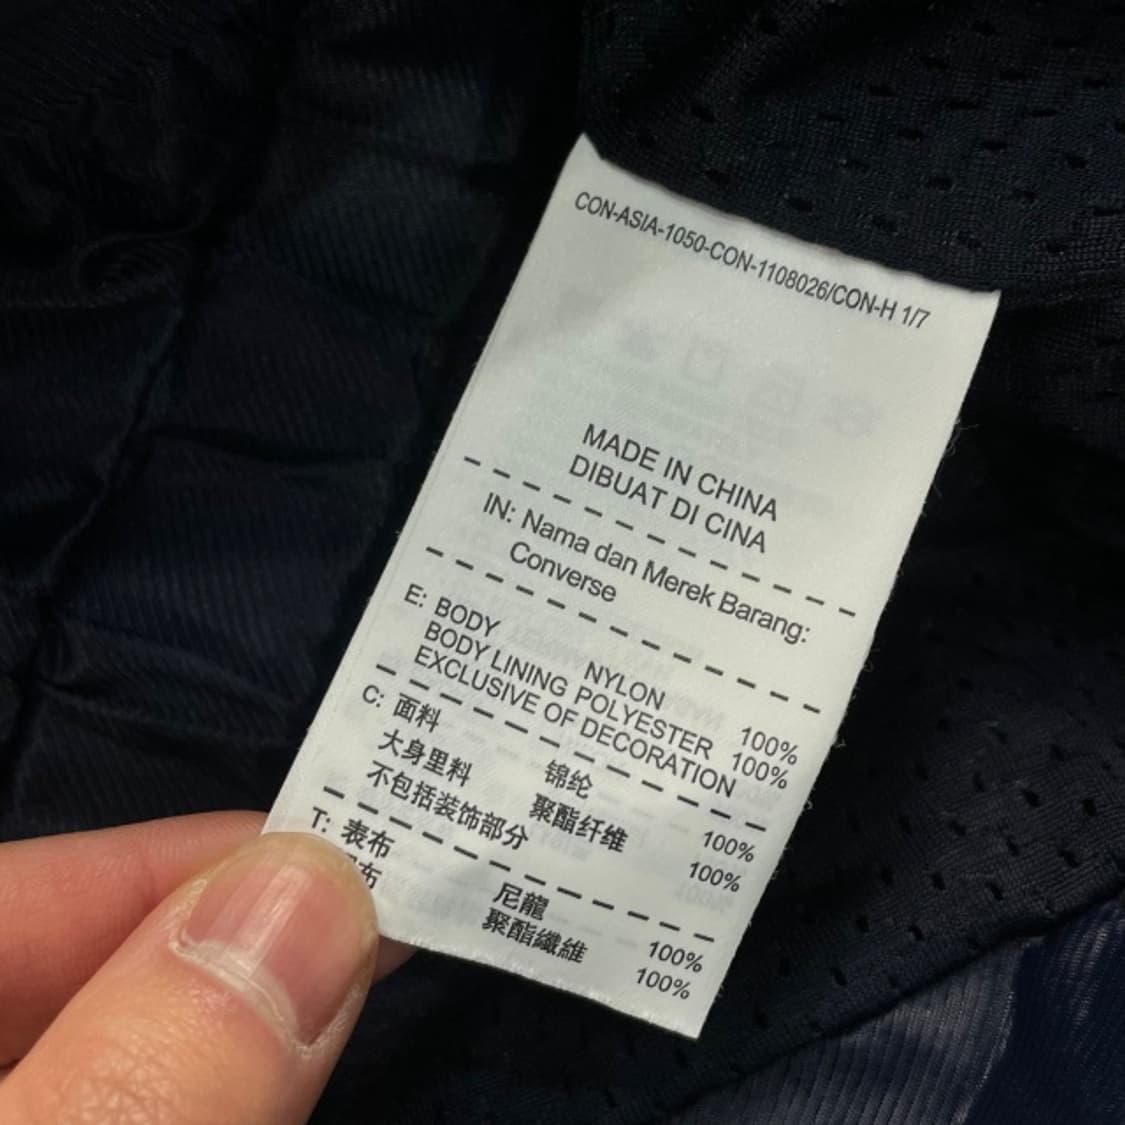 CON-ASIA-1050-CON-1108026/CON-H 1/7
MADE IN CHINA
DIBUAT DI CINA
IN: Nama dan Merek Barang:
Converse
E: BODY NYLON 100%
BODY LINING POLYESTER 100%
EXCLUSIVE OF DECORATION
C: 面料 锦纶 100%
大身里料 聚酯纤维 100%
不包括装饰部分
T: 表布 尼龍 100%
布 聚酯纖維 100%